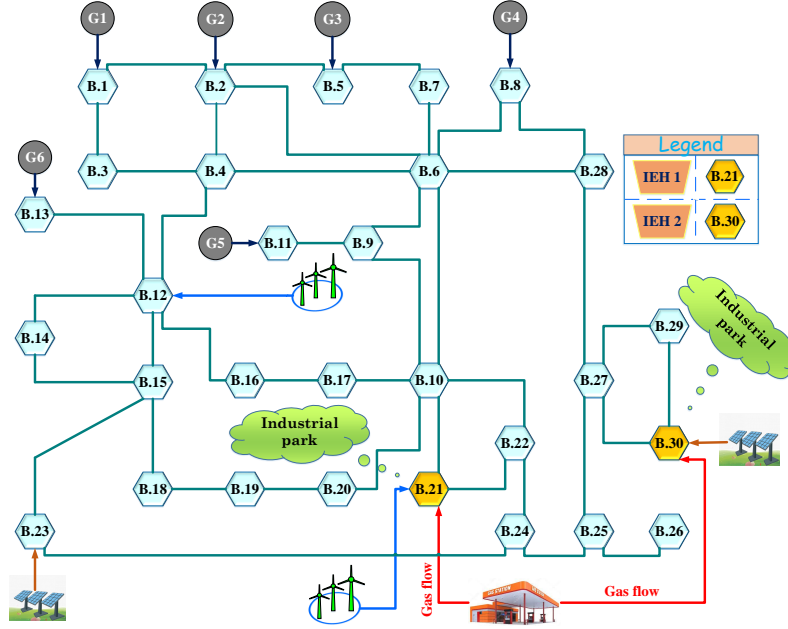 G1
G2
G3
G4
B.1
B.2
B.5
B.7
B.8
G6
B.3
B.4
B.6
B.28
Legend
IEH 1
B.21
IEH 2
B.30
B.13
G5
B.11
B.9
B.12
B.14
B.29
Industrial
park
B.15
B.16
B.17
B.10
B.27
Industrial
park
B.22
B.30
B.18
B.19
B.20
B.21
B.23
B.24
B.25
B.26
Gas flow
GAS STATION
Gas flow